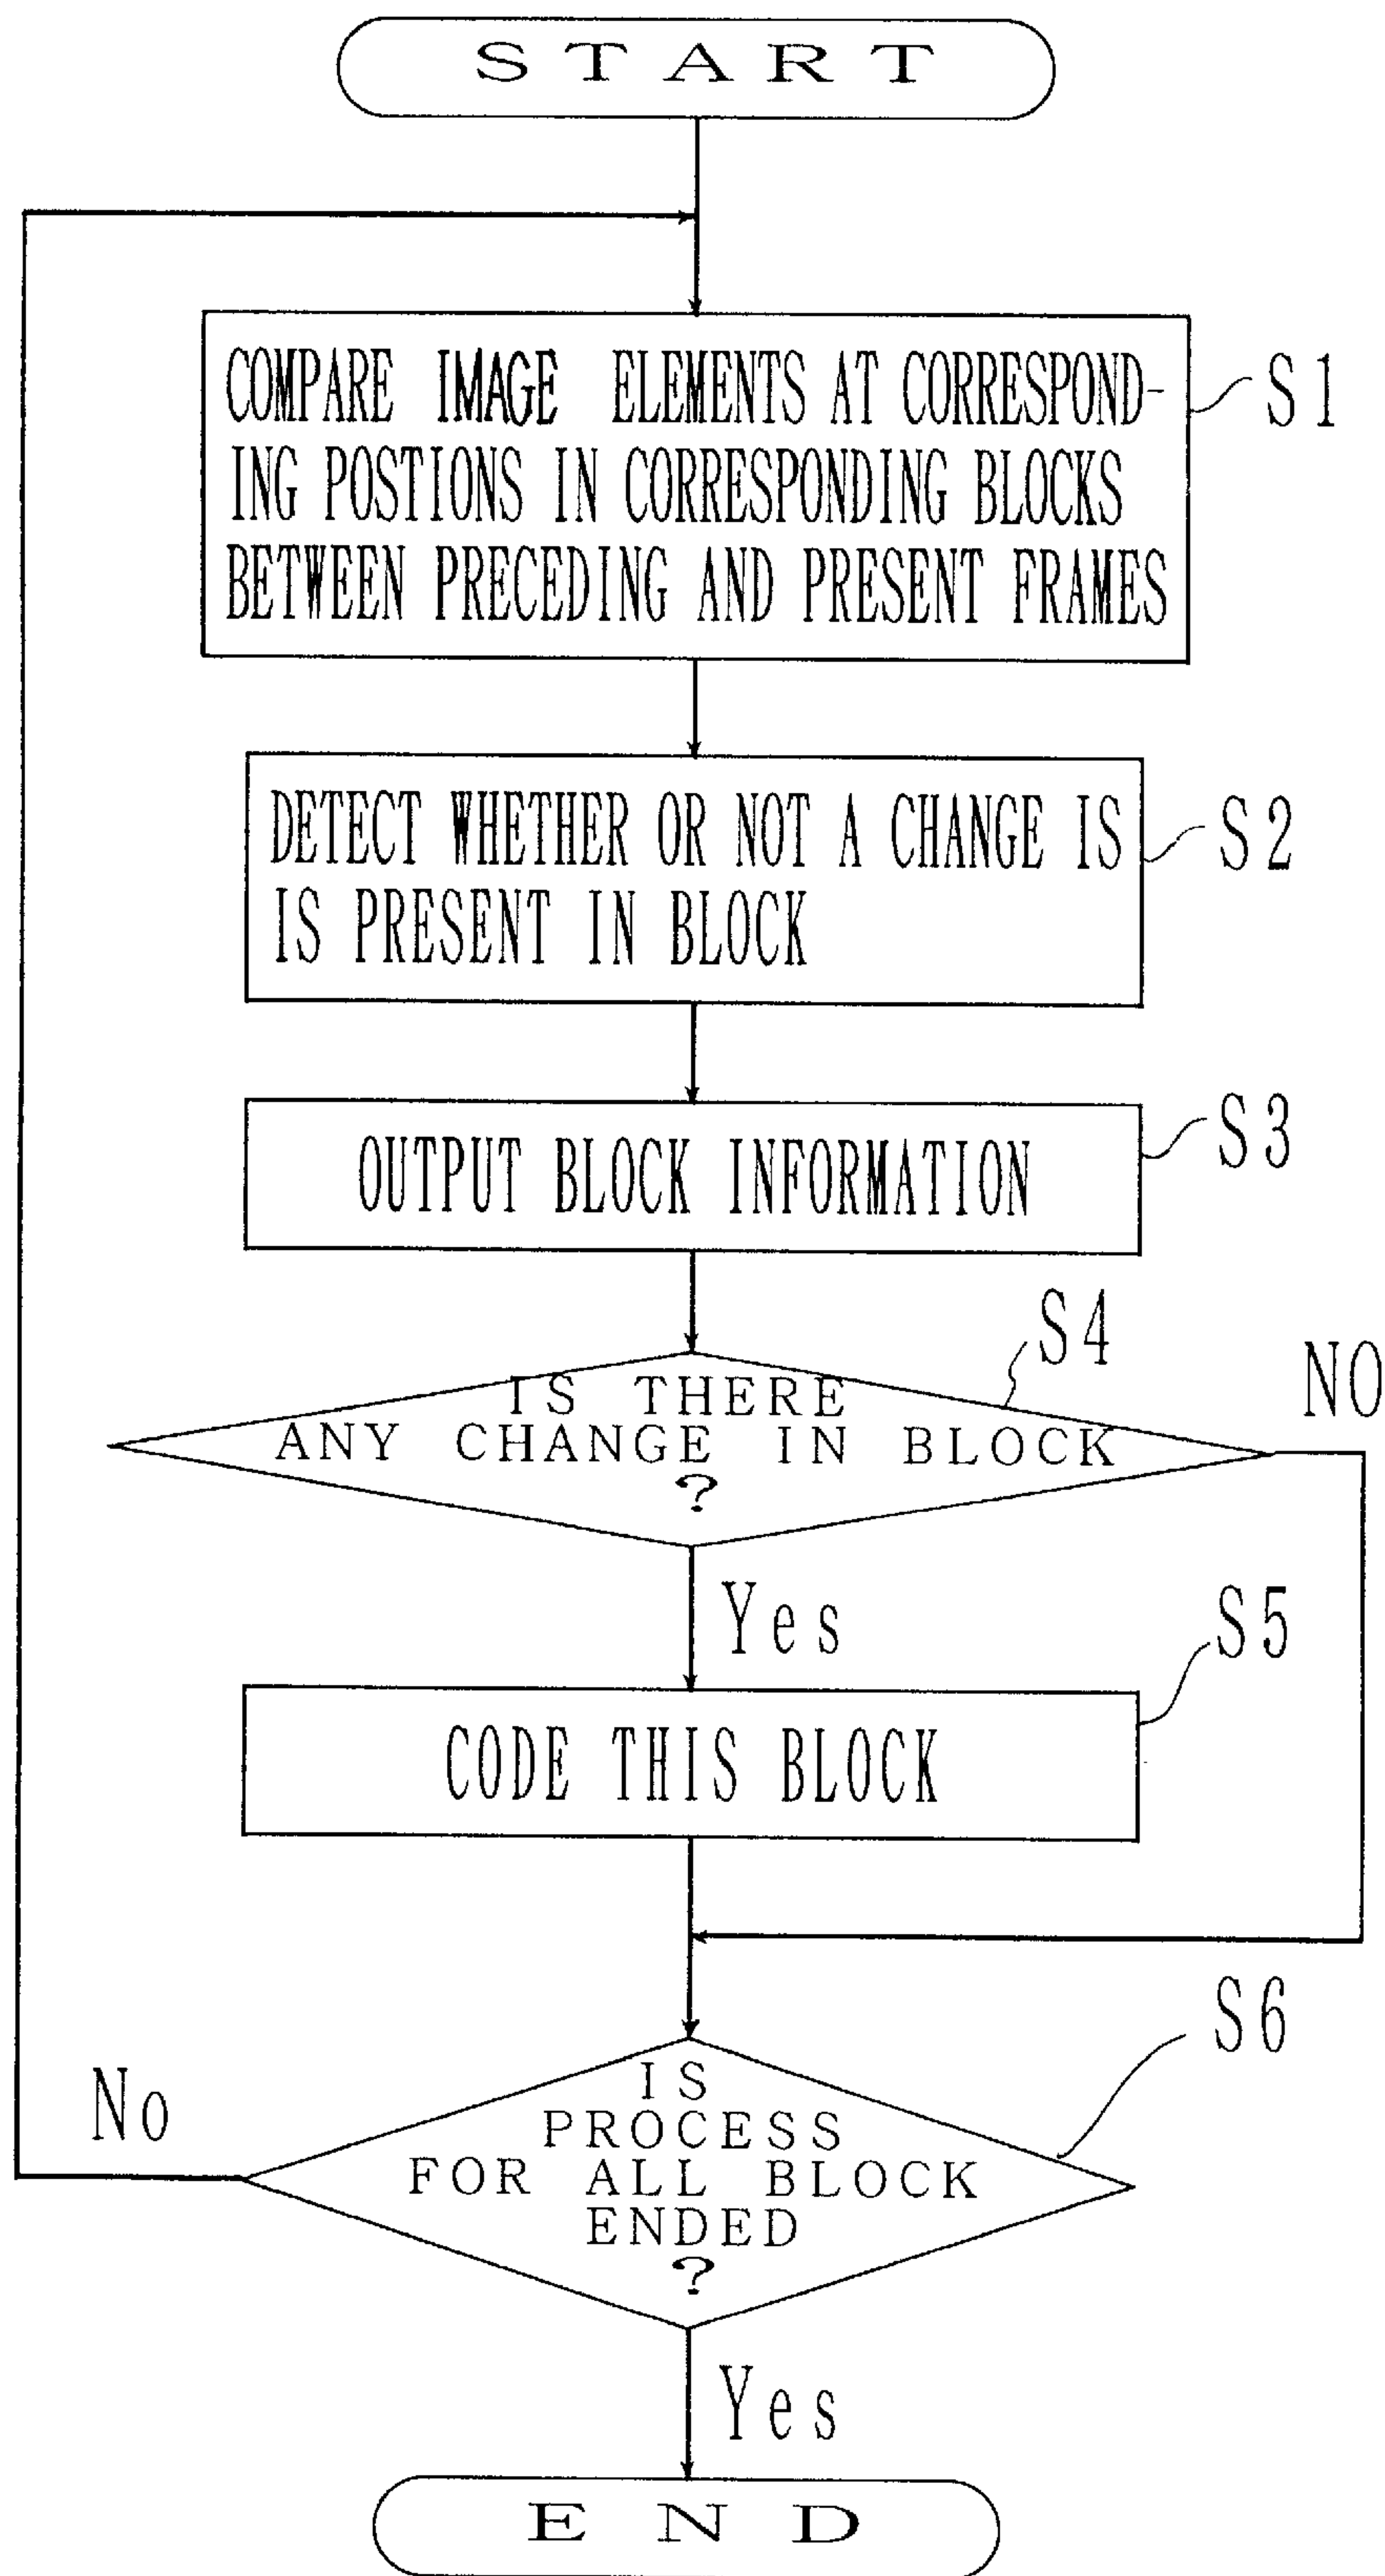 START
COMPARE IMAGE ELEMENTS AT CORRESPOND-
ING POSTIONS IN CORRESPONDING BLOCKS
BETWEEN PRECEDING AND PRESENT FRAMES
S1
DETECT WHETHER OR NOT A CHANGE IS
IS PRESENT IN BLOCK
S2
OUTPUT BLOCK INFORMATION
S3
IS THERE
ANY CHANGE IN BLOCK
?
S4
NO
Yes
CODE THIS BLOCK
S5
IS
PROCESS
FOR ALL BLOCK
ENDED
?
S6
No
Yes
END